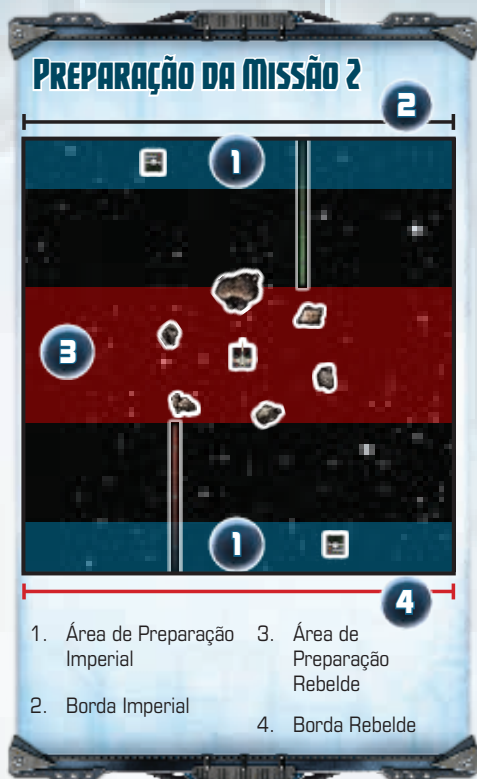 Preparação da Missão 2
2
1
3
1
4
1. Área de Preparação
Imperial
2. Borda Imperial
3. Área de
Preparação
Rebelde
4. Borda Rebelde